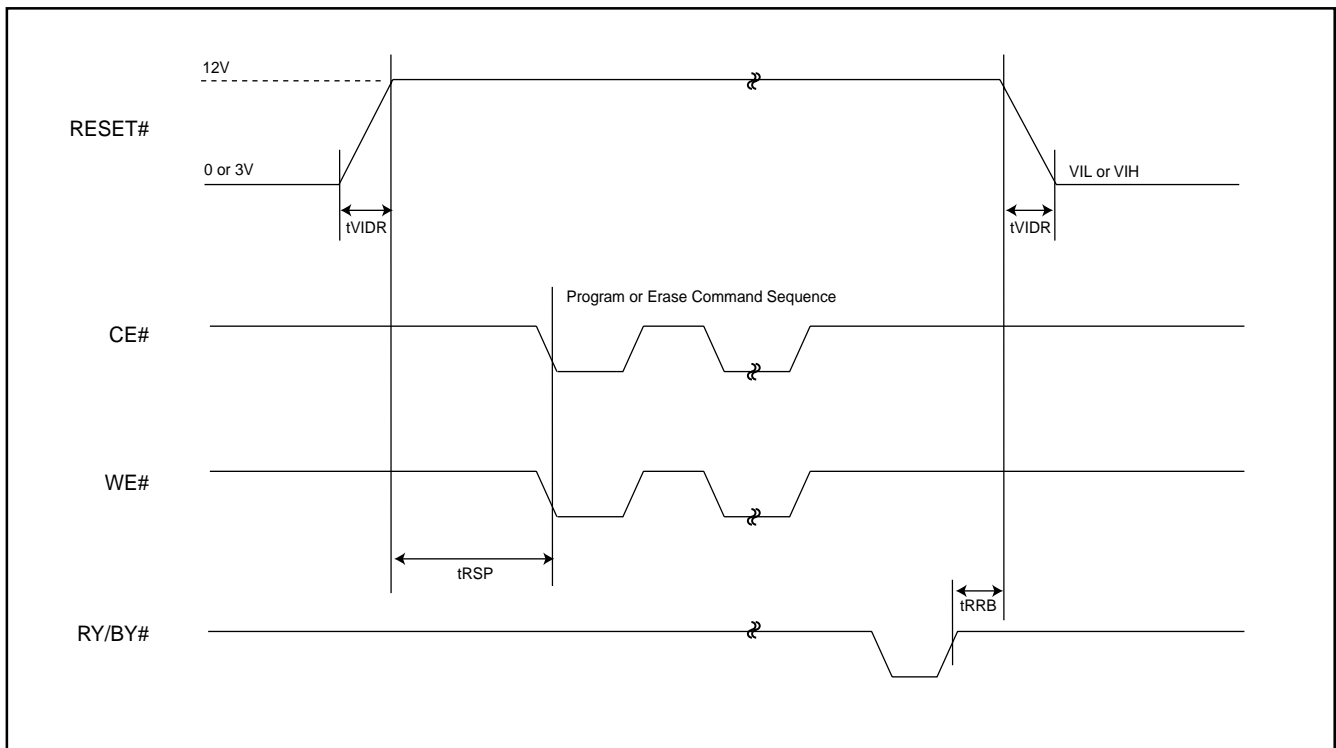 12V
RESET#
0 or 3V
VIL or VIH
tVIDR
tVIDR
Program or Erase Command Sequence
CE#
WE#
tRSP
tRRB
RY/BY#